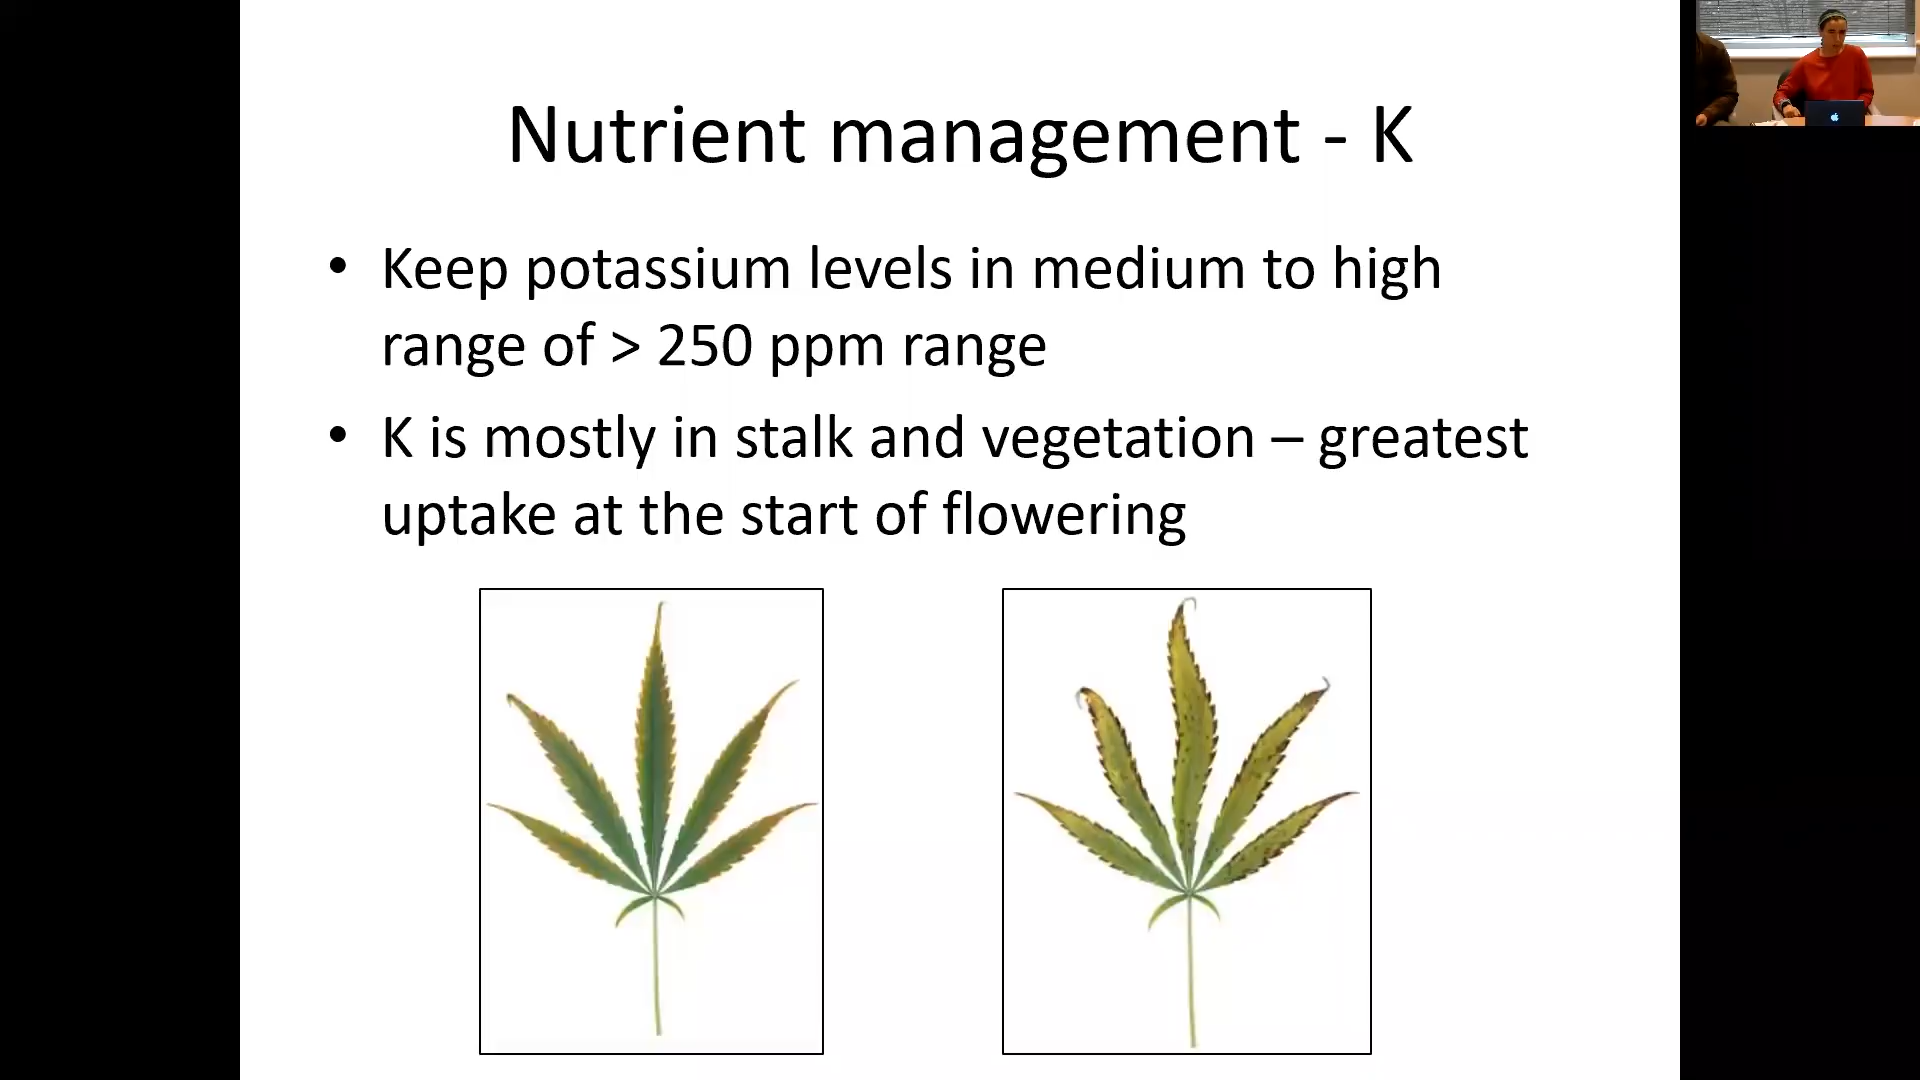 Nutrient management - K
• Keep potassium levels in medium to high
range of > 250 ppm range
• K is mostly in stalk and vegetation – greatest
uptake at the start of flowering